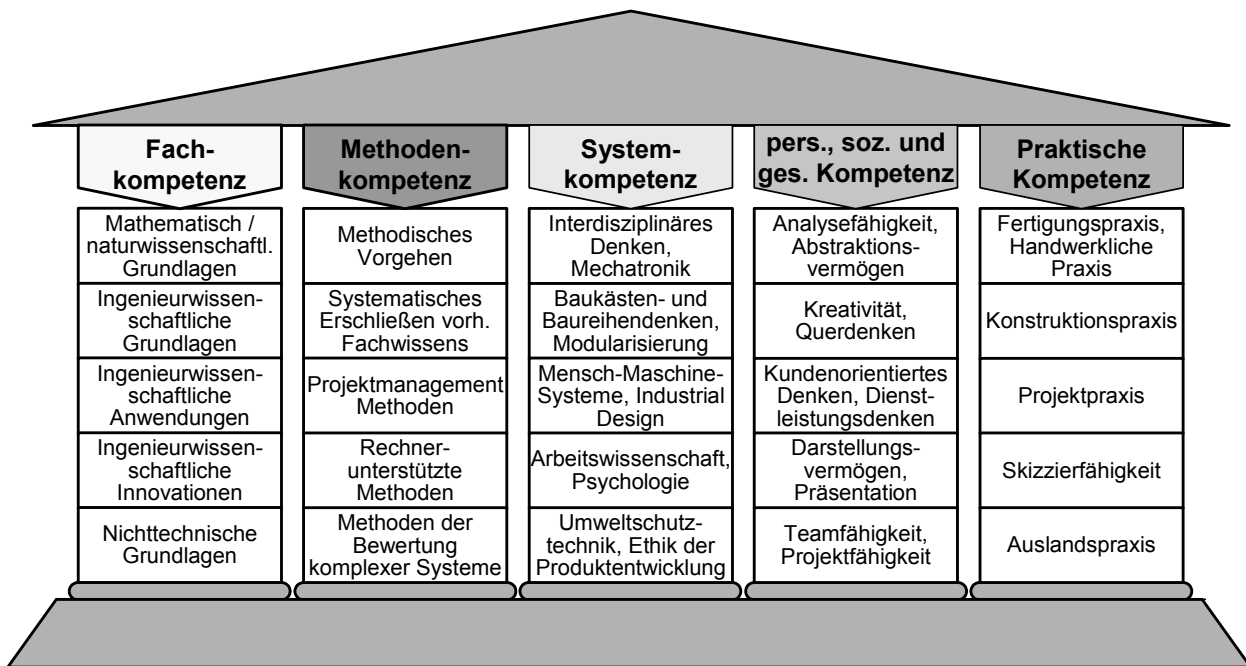 Fach-
kompetenz
Mathematisch /
naturwissenschaftl.
Grundlagen
Ingenieurwissen-
schaftliche
Grundlagen
Ingenieurwissen-
schaftliche
Anwendungen
Ingenieurwissen-
schaftliche
Innovationen
Nichttechnische
Grundlagen
Methoden-
kompetenz
Methodisches
Vorgehen
Systematisches
Erschließen vorh.
Fachwissens
Projektmanagement
Methoden
Rechner-
unterstützte
Methoden
Methoden der
Bewertung
komplexer Systeme
System-
kompetenz
Interdisziplinäres
Denken,
Mechatronik
Baukästen- und
Baureihendenken,
Modularisierung
Mensch-Maschine-
Systeme, Industrial
Design
Arbeitswissenschaft,
Psychologie
Umweltschutz-
technik, Ethik der
Produktentwicklung
pers., soz. und
ges. Kompetenz
Analysefähigkeit,
Abstraktions-
vermögen
Kreativität,
Querdenken
Kundenorientiertes
Denken, Dienst-
leistungsdenken
Darstellungs-
vermögen,
Präsentation
Teamfähigkeit,
Projektfähigkeit
Praktische
Kompetenz
Fertigungspraxis,
Handwerkliche
Praxis
Konstruktionspraxis
Projektpraxis
Skizzierfähigkeit
Auslandspraxis